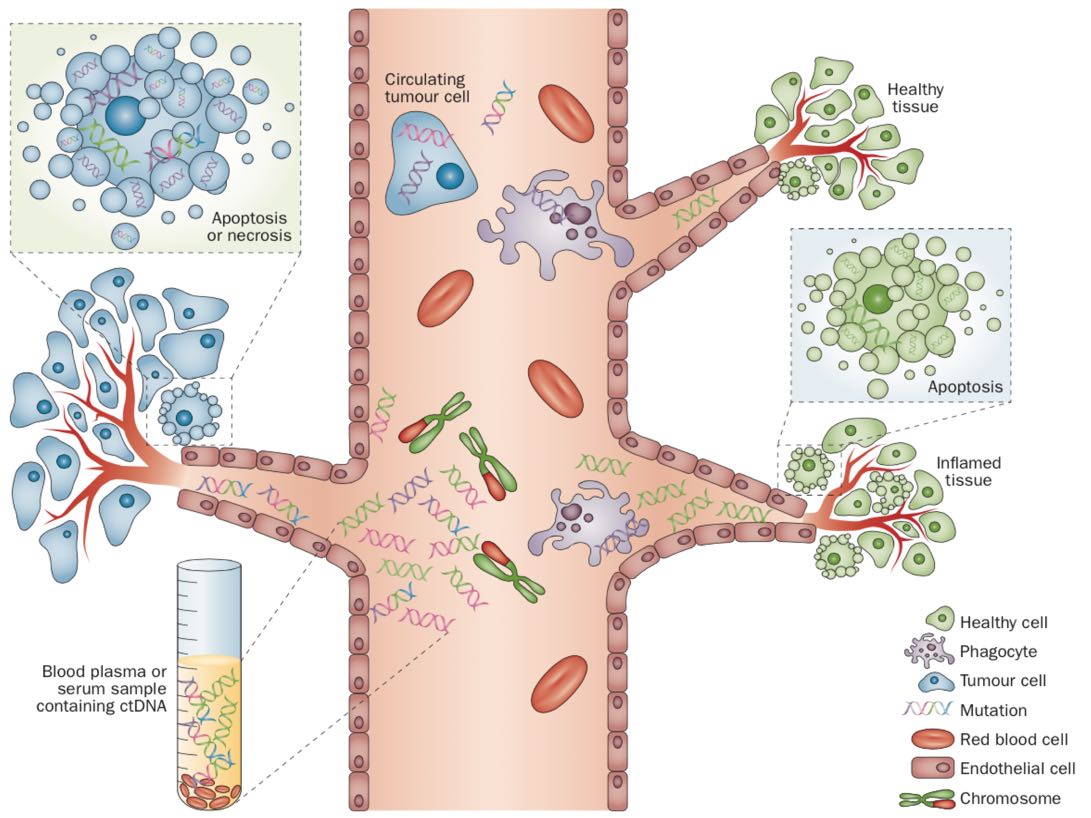 Circulating
tumour cell
Healthy
tissue
Apoptosis
or necrosis
Apoptosis
Inflamed
tissue
Blood plasma or
serum sample
containing ctDNA
Healthy cell
Phagocyte
Tumour cell
Mutation
Red blood cell
Endothelial cell
Chromosome